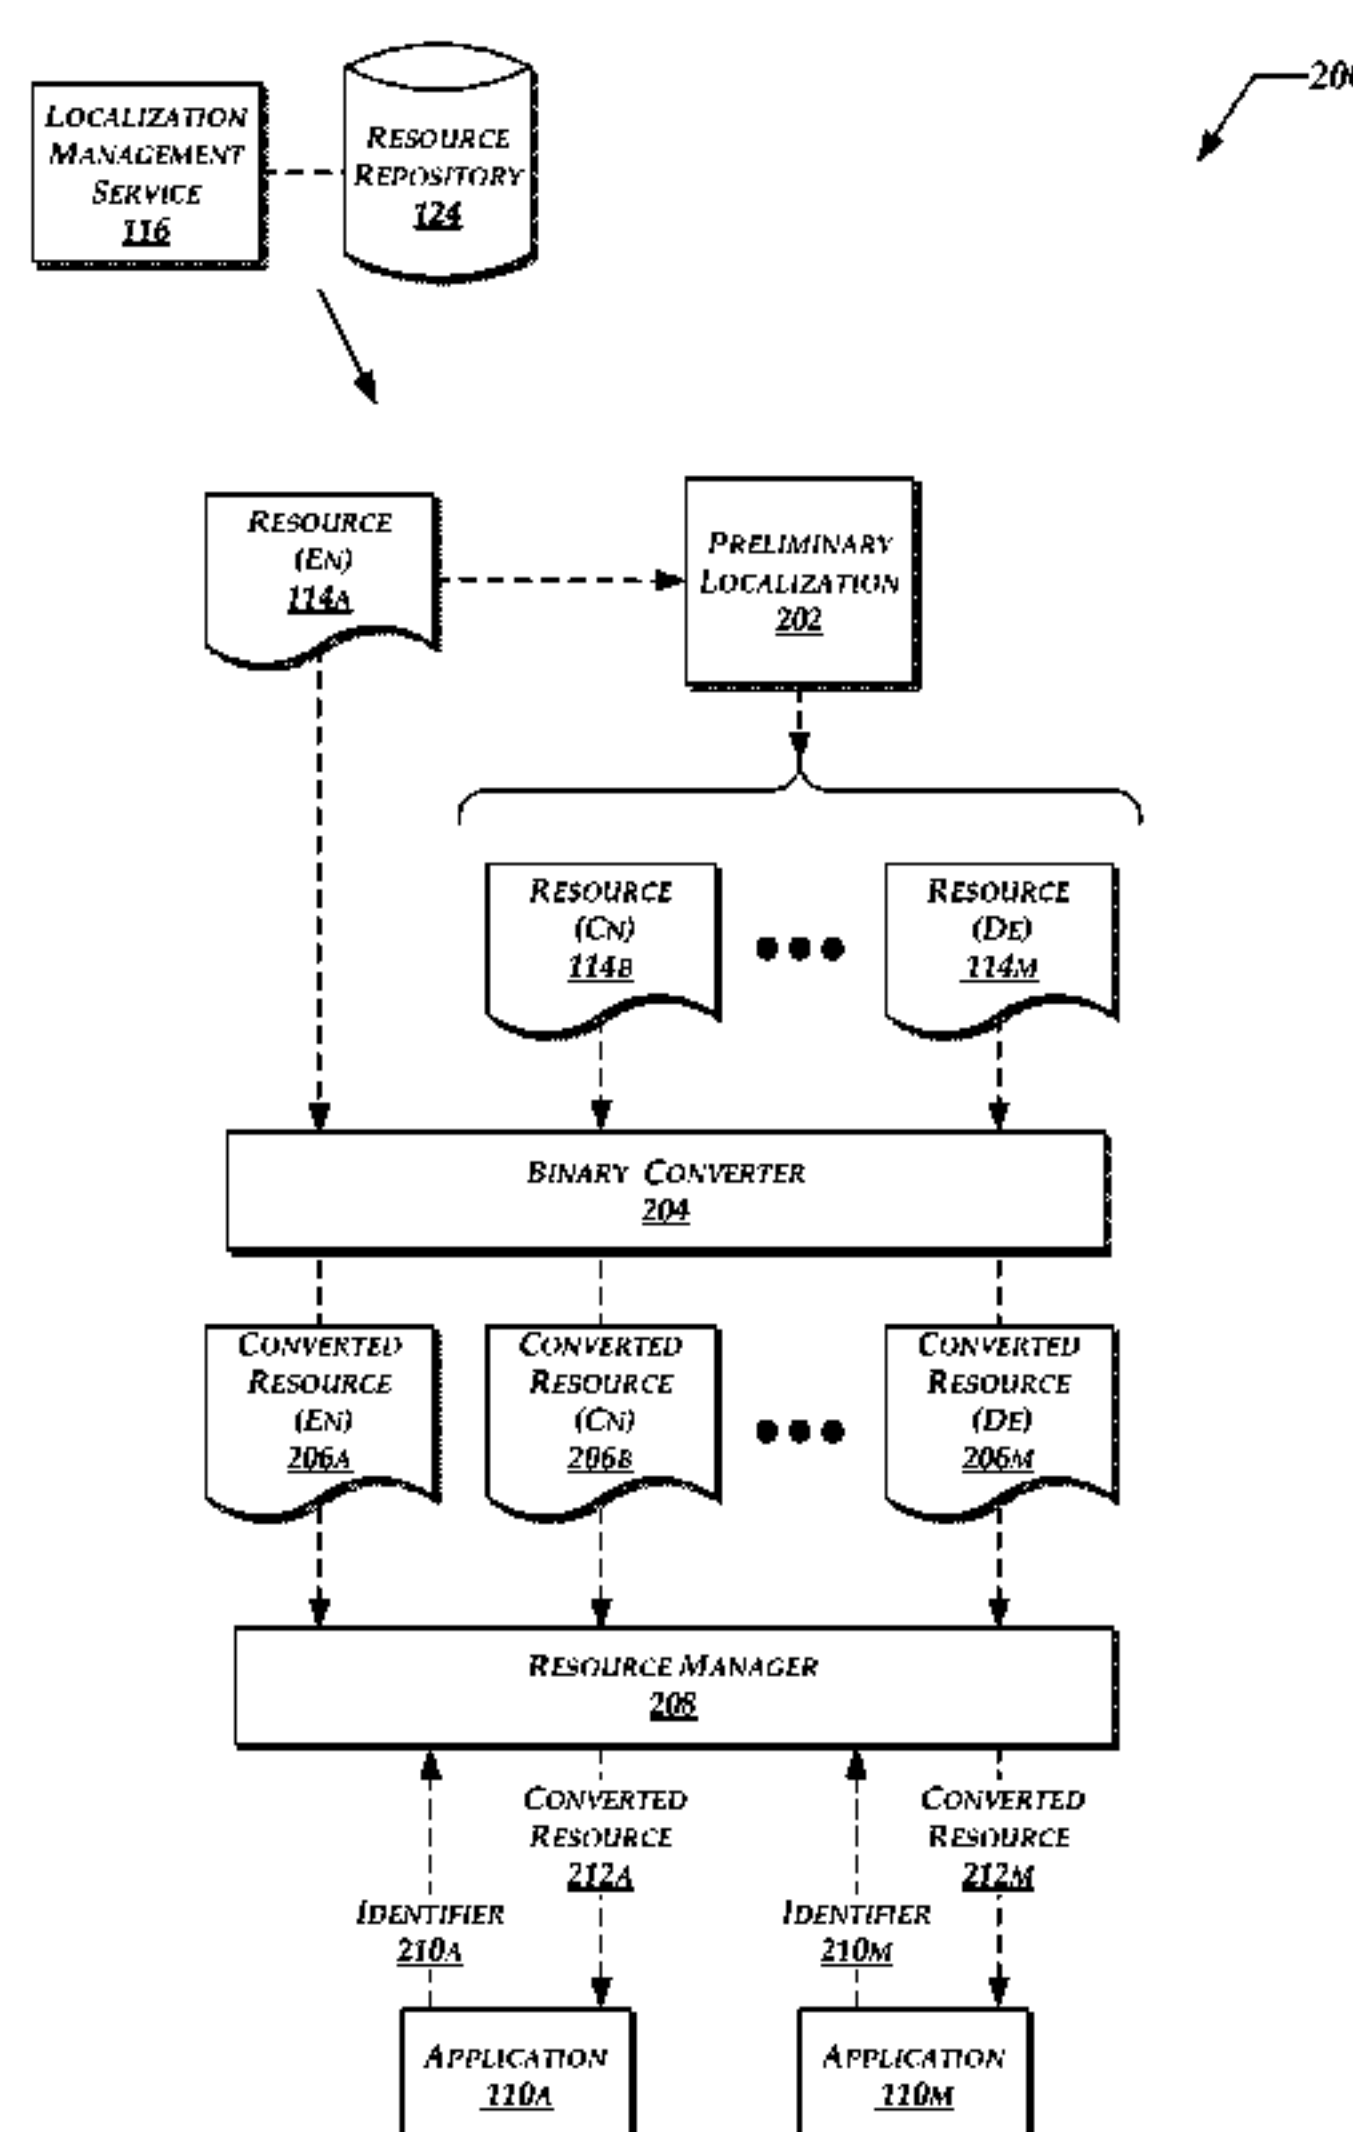 200
LOCALIZATION
MANAGEMENT
SERVICE
116
RESOURCE
REPOSITORY
124
RESOURCE
(EN)
114A
PRELIMINARY
LOCALIZATION
202
RESOURCE
(CN)
114B
RESOURCE
(DE)
114M
BINARY CONVERTER
204
CONVERTED
RESOURCE
(EN)
206A
CONVERTED
RESOURCE
(CN)
206B
CONVERTED
RESOURCE
(DE)
206M
RESOURCE MANAGER
208
IDENTIFIER
210A
CONVERTED
RESOURCE
212A
IDENTIFIER
210M
CONVERTED
RESOURCE
212M
APPLICATION
110A
APPLICATION
110M